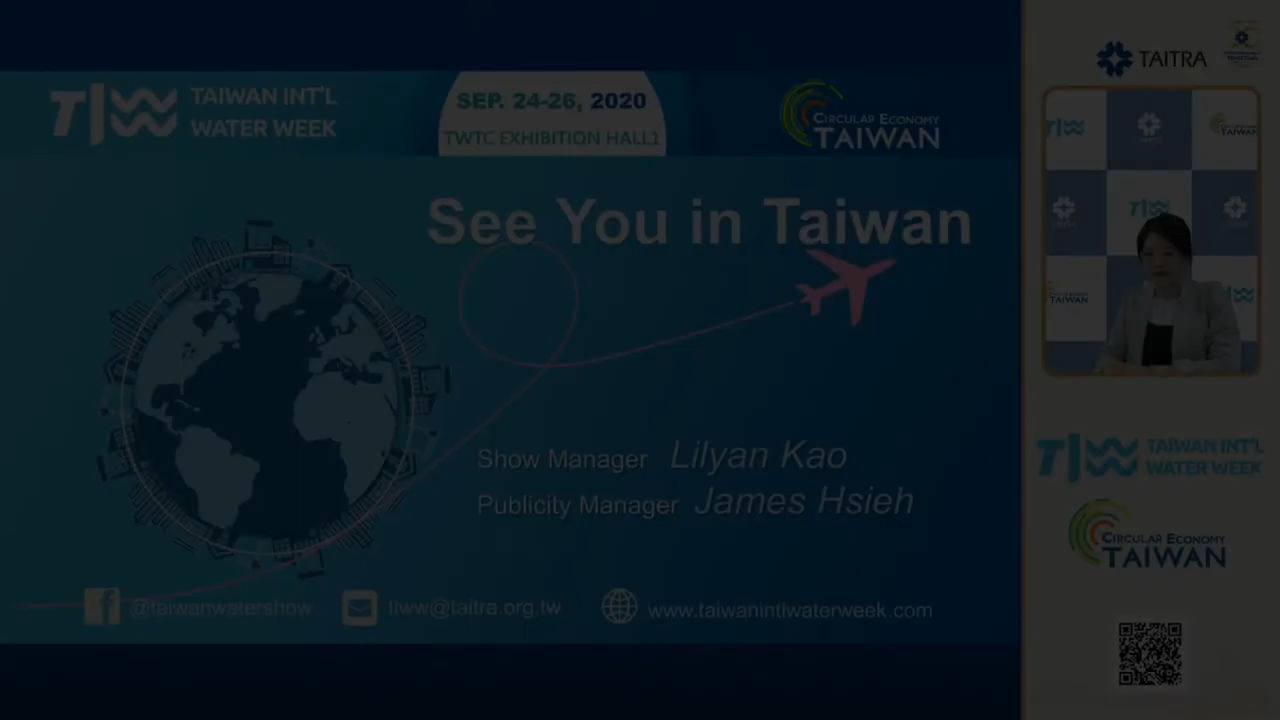 TIWW
TAIWAN INT'L
WATER WEEK
SEP. 24-26, 2020
TWTC EXHIBITION HALL1
CIRCULAR ECONOMY
TAIWAN
See You in Taiwan
Show Manager Lilyan Kao
Publicity Manager James Hsieh
@taiwanwatershow
tiww@taitra.org.tw
www.taiwanintlwaterweek.com
TAITRA
TAIWAN INT'L
WATER WEEK
CIRCULAR ECONOMY
TAIWAN